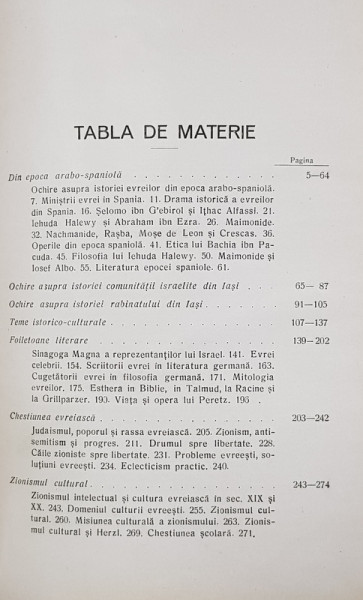 TABLA DE MATERIE
Pagina
Din epoca arabo-spaniolă . . . . . . . . . . . . 5—64
Ochire asupra istoriei evreilor din epoca arabo-spaniolă.
7. Miniștrii evrei în Spania. 11. Drama istorică a evreilor
din Spania. 16. Șelomo ibn G'ebirol și Ițhac Alfassi. 21.
Iehuda Halewy și Abraham ibn Ezra. 26. Maimonide.
32. Nachmanide, Rașba, Moșe de Leon și Crescas. 36.
Operile din epoca spaniolă. 41. Etica lui Bachia ibn Pa-
cuda. 45. Filosofia lui Iehuda Halewy. 50. Maimonide și
Iosef Albo. 55. Literatura epocei spaniole. 61.
Ochire asupra istoriei comunității israelite din Iași . . 65— 87
Ochire asupra istoriei rabinatului din Iași . . . . . 91—105
Teme istorico-culturale . . . . . . . . . . . . . 107—137
Foiletoane literare . . . . . . . . . . . . . . 139—202
Sinagoga Magna a reprezentanților lui Israel. 141. Evrei
celebrii. 154. Scriitorii evrei în literatura germană. 163.
Cugetătorii evrei în filosofia germană. 171. Mitologia
evreilor. 175. Esthera în Biblie, în Talmud, la Racine și
la Grillparzer. 190. Viața și opera lui Peretz. 195 .
Chestiunea evreiască . . . . . . . . . . . . . . 203—242
Judaismul, poporul și rassa evreiască. 205. Zionism, anti-
semitism și progres. 211. Drumul spre libertate. 228.
Căile zioniste spre libertate. 231. Probleme evreești, so-
luțiuni evreești. 234. Eclecticism practic. 240.
Zionismul cultural . . . . . . . . . . . . . . . 243—274
Zionismul intelectual și cultura evreiască în sec. XIX și
XX. 243. Domeniul culturii evreești. 255. Zionismul cul-
tural. 260. Misiunea culturală a zionismului. 263. Zionis-
mul cultural și Herzl. 269. Chestiunea școlară. 271.